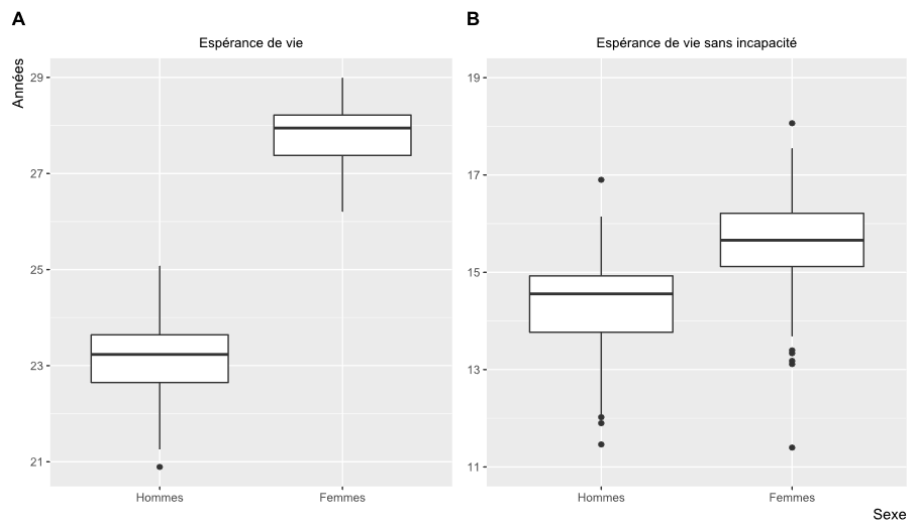 A
B
Espérance de vie
Espérance de vie sans incapacité
Années
29
27
25
23
21
Hommes
Femmes
19
17
15
13
11
Hommes
Femmes
Sexe